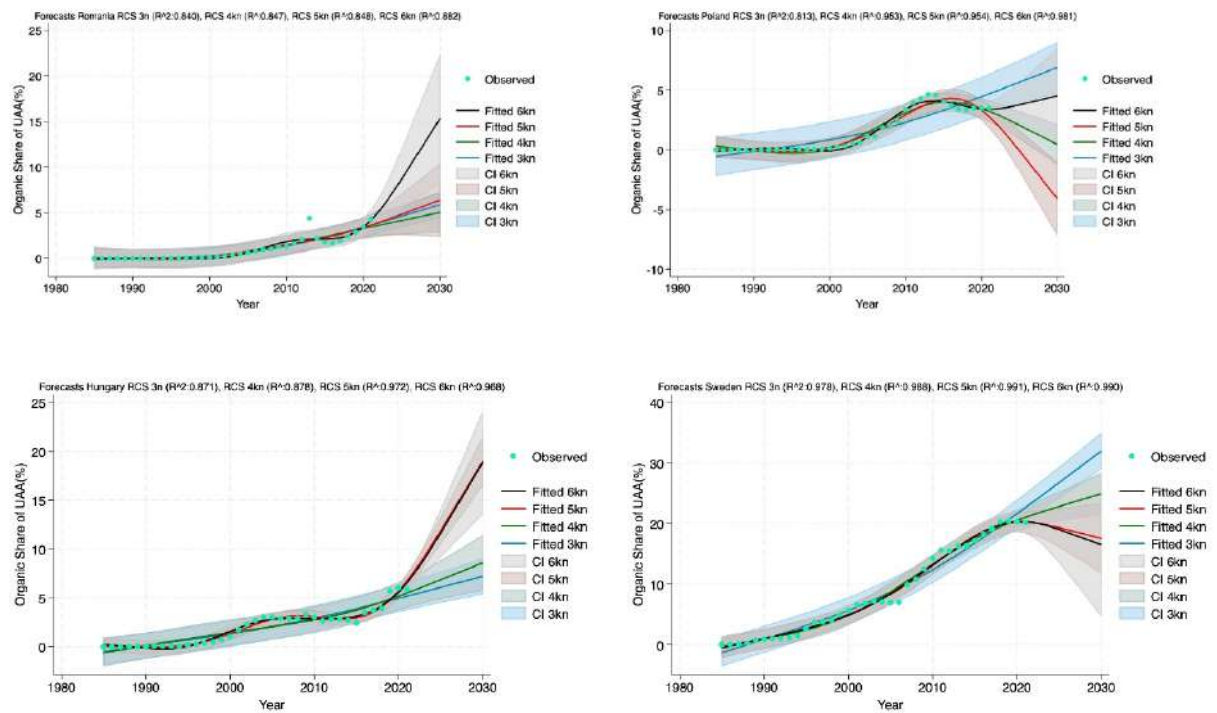 Forecasts Romania RCS 3n (R^2:0.840), RCS 4kn (R^:0.847), RCS 5kn (R^:0.848), RCS 6kn (R^:0.882)
25
20
15
10
5
0
Organic Share of UAA(%)
1980 1990 2000 2010 2020 2030
Year
Observed
Fitted 6kn
Fitted 5kn
Fitted 4kn
Fitted 3kn
CI 6kn
CI 5kn
CI 4kn
CI 3kn
Forecasts Poland RCS 3n (R^2:0.813), RCS 4kn (R^:0.953), RCS 5kn (R^:0.954), RCS 6kn (R^:0.981)
10
5
0
-5
-10
Organic Share of UAA(%)
1980 1990 2000 2010 2020 2030
Year
Observed
Fitted 6kn
Fitted 5kn
Fitted 4kn
Fitted 3kn
CI 6kn
CI 5kn
CI 4kn
CI 3kn
Forecasts Hungary RCS 3n (R^2:0.871), RCS 4kn (R^:0.878), RCS 5kn (R^:0.972), RCS 6kn (R^:0.968)
25
20
15
10
5
0
Organic Share of UAA(%)
1980 1990 2000 2010 2020 2030
Year
Observed
Fitted 6kn
Fitted 5kn
Fitted 4kn
Fitted 3kn
CI 6kn
CI 5kn
CI 4kn
CI 3kn
Forecasts Sweden RCS 3n (R^2:0.978), RCS 4kn (R^:0.988), RCS 5kn (R^:0.991), RCS 6kn (R^:0.990)
40
30
20
10
0
Organic Share of UAA(%)
1980 1990 2000 2010 2020 2030
Year
Observed
Fitted 6kn
Fitted 5kn
Fitted 4kn
Fitted 3kn
CI 6kn
CI 5kn
CI 4kn
CI 3kn